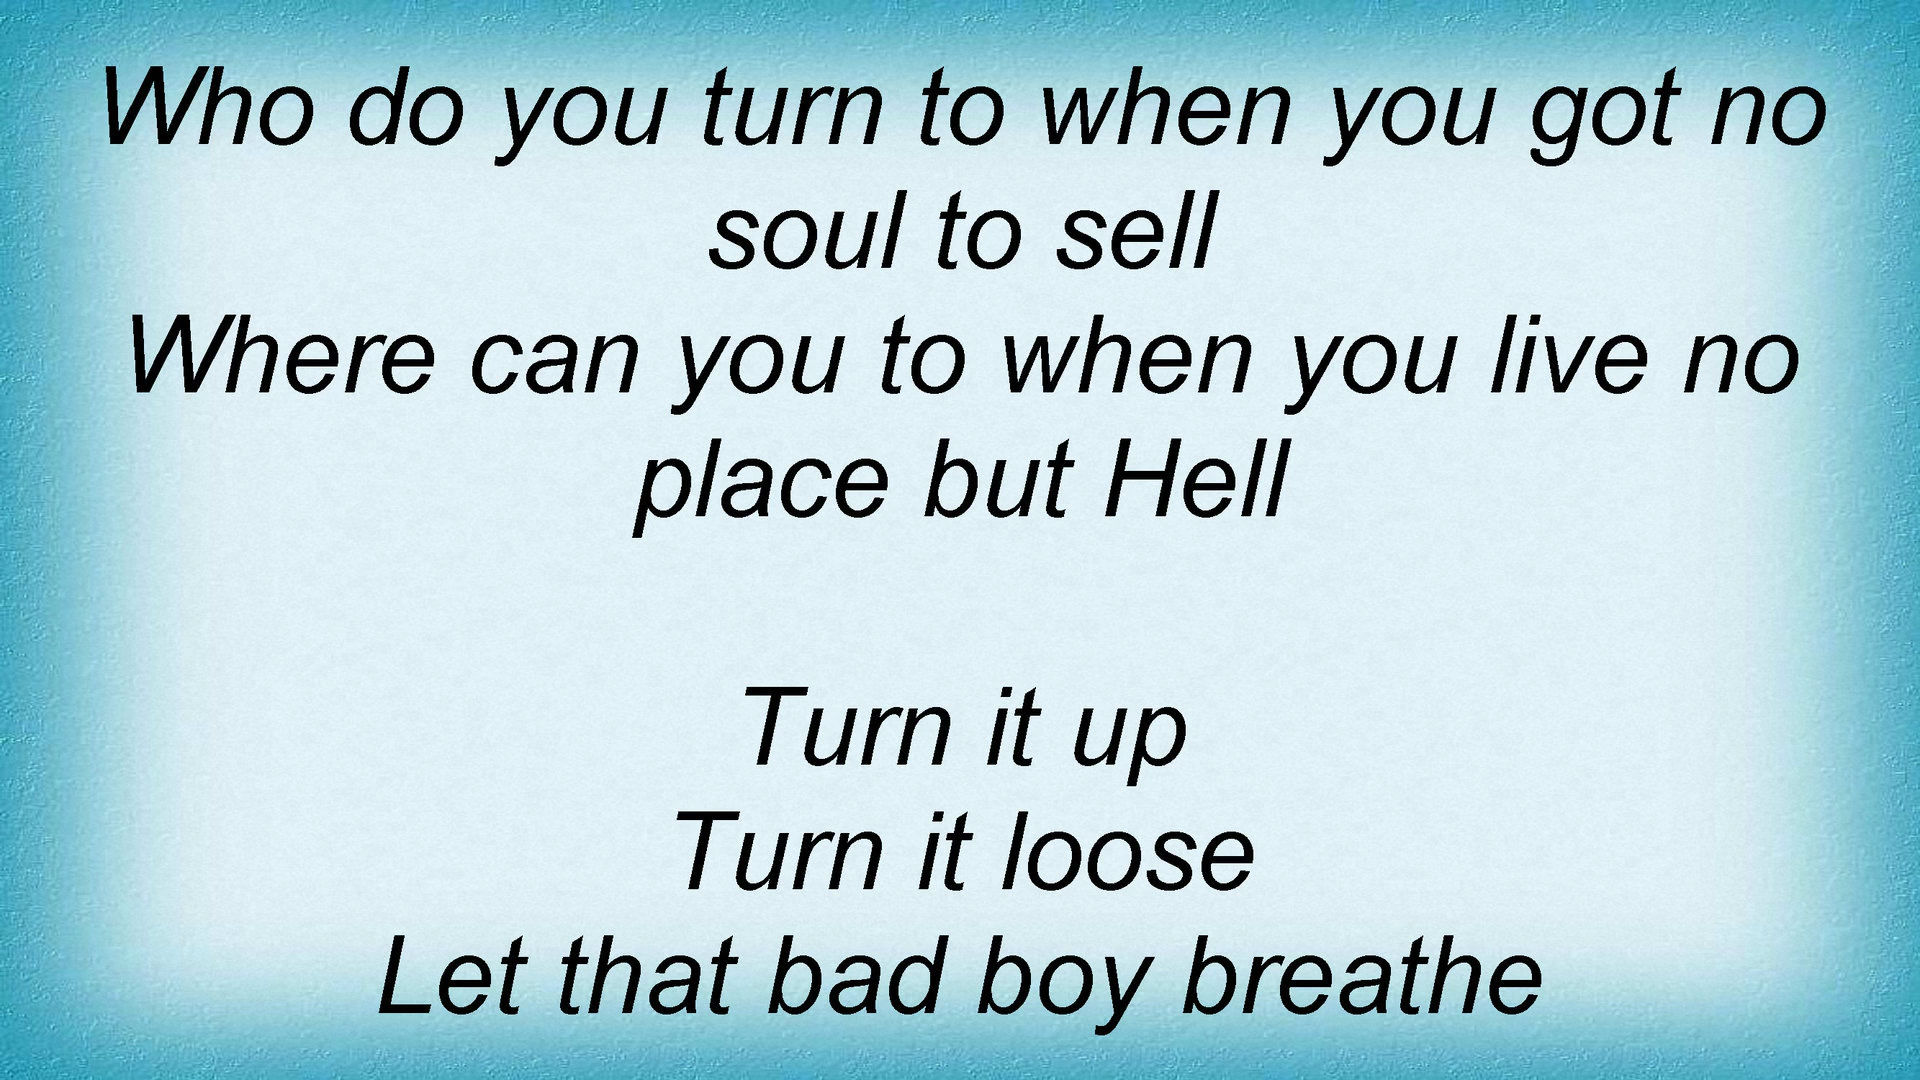 Who do you turn to when you got no
soul to sell
Where can you to when you live no
place but Hell

Turn it up
Turn it loose
Let that bad boy breathe